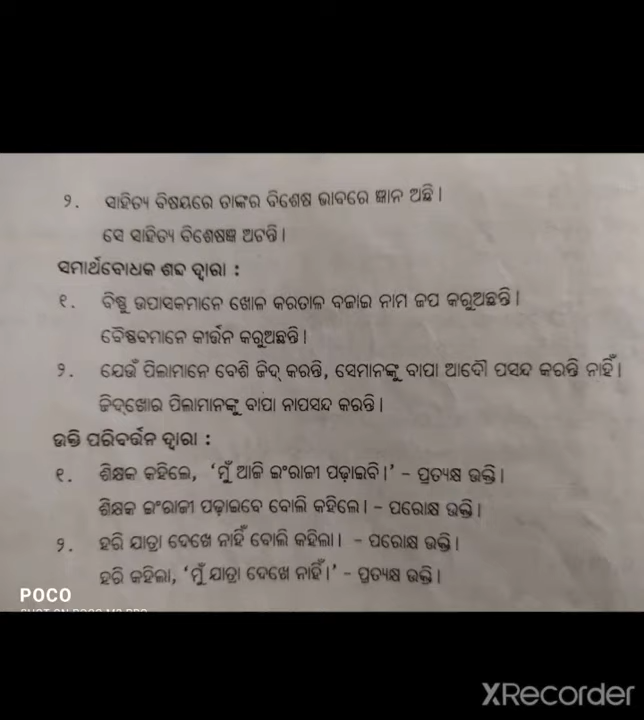 ୨. ସାହିତ୍ୟ ବିଷୟରେ ତାଙ୍କର ବିଶେଷ ଭାବରେ ଜ୍ଞାନ ଅଛି।
ସେ ସାହିତ୍ୟ ବିଶେଷଜ୍ଞ ଅଟନ୍ତି।
ସମାର୍ଥବୋଧକ ଶବ୍ଦ ଦ୍ୱାରା :
୧. ବିଷ୍ଣୁ ଉପାସକମାନେ ଖୋଳ କରତାଳ ବଜାଇ ନାମ ଜପ କରୁଅଛନ୍ତି।
ବୈଷ୍ଣବମାନେ କୀର୍ତ୍ତନ କରୁଅଛନ୍ତି।
୨. ଯେଉଁ ପିଲାମାନେ ବେଶି ଜିଦ୍ କରନ୍ତି, ସେମାନଙ୍କୁ ବାପା ଆଦୌ ପସନ୍ଦ କରନ୍ତି ନାହିଁ।
ଜିଦ୍‌ଖୋର ପିଲାମାନଙ୍କୁ ବାପା ନାପସନ୍ଦ କରନ୍ତି।
ଉକ୍ତି ପରିବର୍ତ୍ତନ ଦ୍ୱାରା :
୧. ଶିକ୍ଷକ କହିଲେ, ‘ମୁଁ ଆଜି ଇଂରାଜୀ ପଢ଼ାଇବି।’ – ପ୍ରତ୍ୟକ୍ଷ ଉକ୍ତି।
ଶିକ୍ଷକ ଇଂରାଜୀ ପଢ଼ାଇବେ ବୋଲି କହିଲେ। – ପରୋକ୍ଷ ଉକ୍ତି।
୨. ହରି ଯାତ୍ରା ଦେଖେ ନାହିଁ ବୋଲି କହିଲା। – ପରୋକ୍ଷ ଉକ୍ତି।
ହରି କହିଲା, ‘ମୁଁ ଯାତ୍ରା ଦେଖେ ନାହିଁ।’ – ପ୍ରତ୍ୟକ୍ଷ ଉକ୍ତି।
POCO
XRecorder